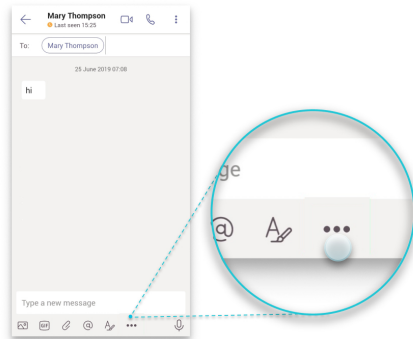 Mary Thompson
Last seen 15:25
To: Mary Thompson
25 June 2019 07:08
hi
Type a new message
GIF
@
A
ge
@
A